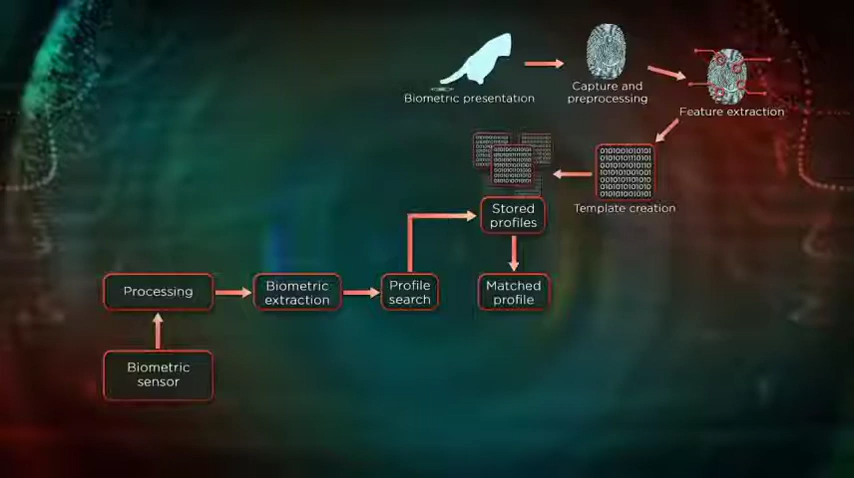 Biometric presentation
Capture and
preprocessing
Feature extraction
Template creation
Stored
profiles
Processing
Biometric
extraction
Profile
search
Matched
profile
Biometric
sensor